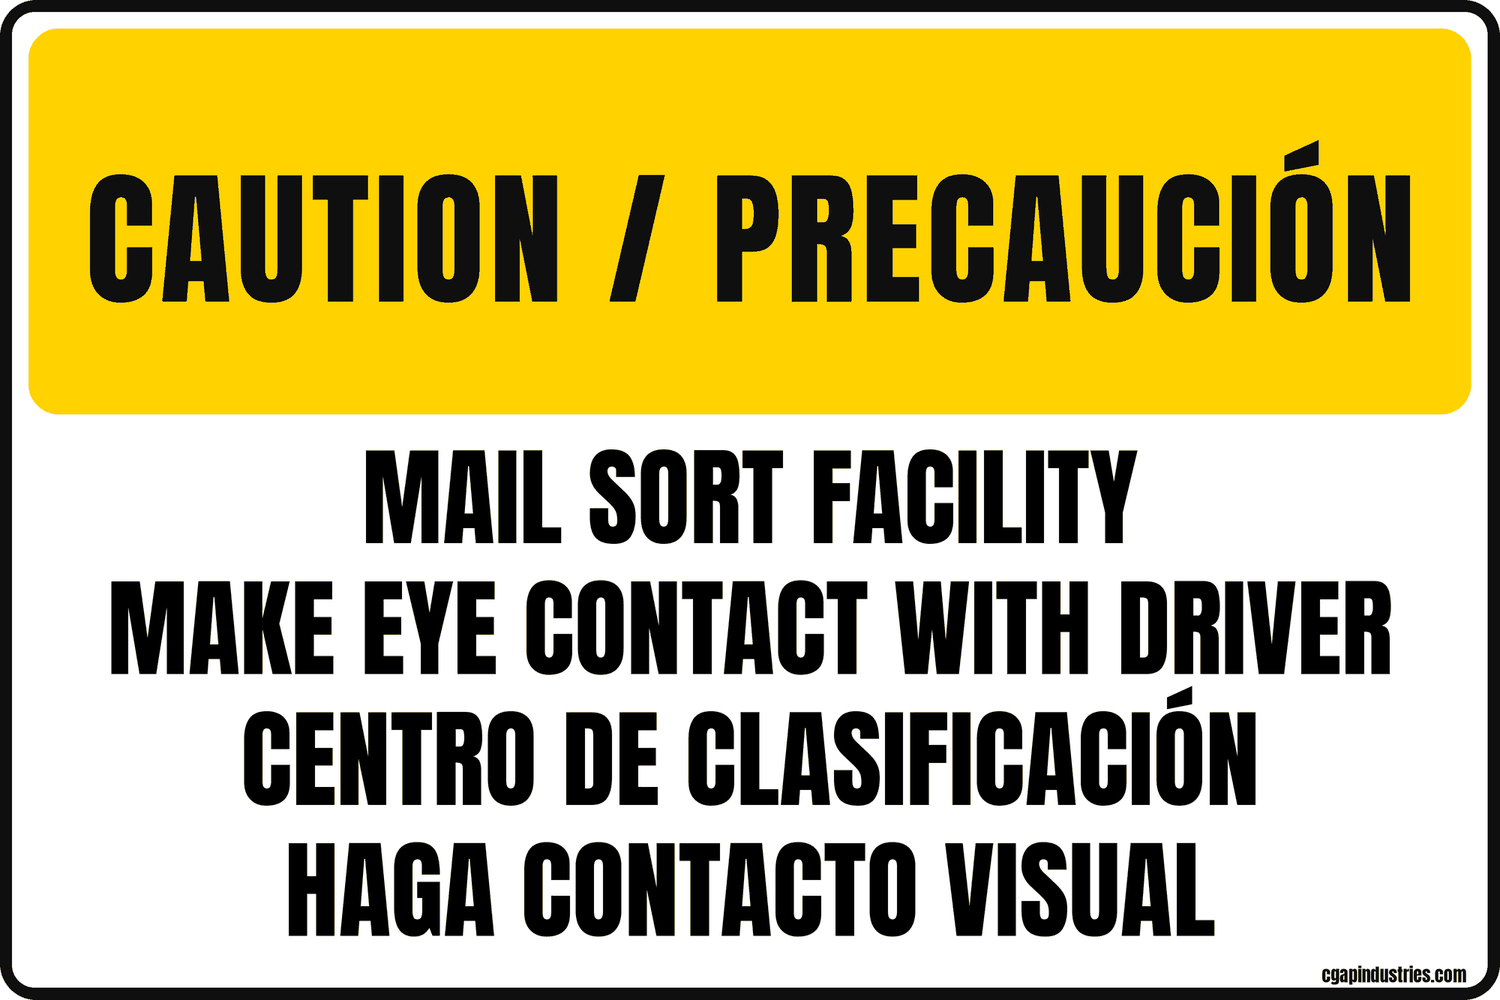 CAUTION / PRECAUCIÓN
MAIL SORT FACILITY
MAKE EYE CONTACT WITH DRIVER
CENTRO DE CLASIFICACIÓN
HAGA CONTACTO VISUAL
cgapindustries.com